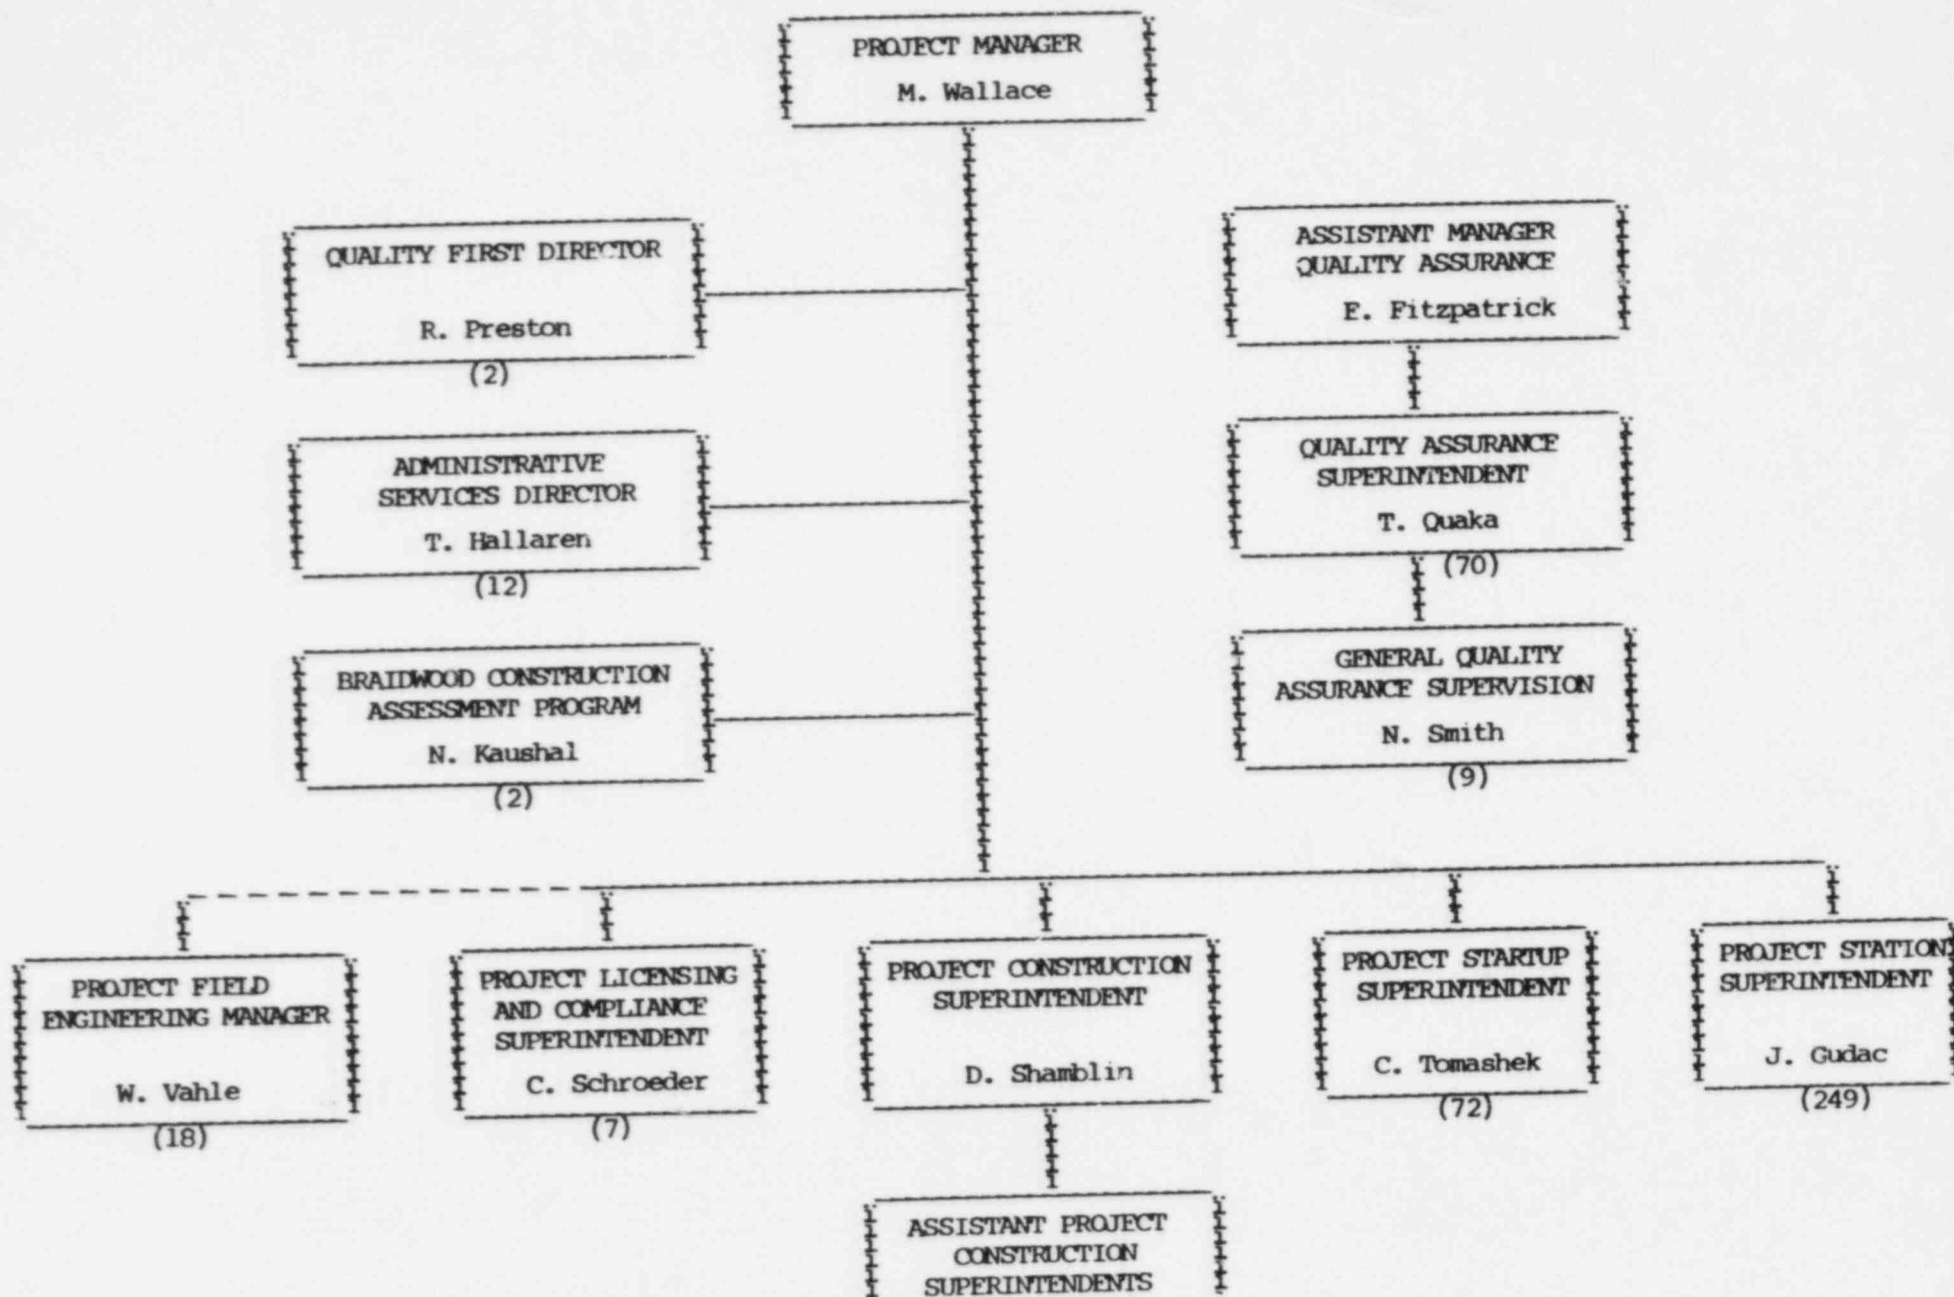 PROJECT MANAGER
M. Wallace
QUALITY FIRST DIRECTOR
R. Preston
(2)
ADMINISTRATIVE
SERVICES DIRECTOR
T. Hallaren
(12)
BRAIDWOOD CONSTRUCTION
ASSESSMENT PROGRAM
N. Kaushal
(2)
ASSISTANT MANAGER
QUALITY ASSURANCE
E. Fitzpatrick
QUALITY ASSURANCE
SUPERINTENDENT
T. Quaka
(70)
GENERAL QUALITY
ASSURANCE SUPERVISION
N. Smith
(9)
PROJECT FIELD
ENGINEERING MANAGER
W. Vahle
(18)
PROJECT LICENSING
AND COMPLIANCE
SUPERINTENDENT
C. Schroeder
(7)
PROJECT CONSTRUCTION
SUPERINTENDENT
D. Shamblin
PROJECT STARTUP
SUPERINTENDENT
C. Tomashek
(72)
PROJECT STATION
SUPERINTENDENT
J. Gudac
(249)
ASSISTANT PROJECT
CONSTRUCTION
SUPERINTENDENTS